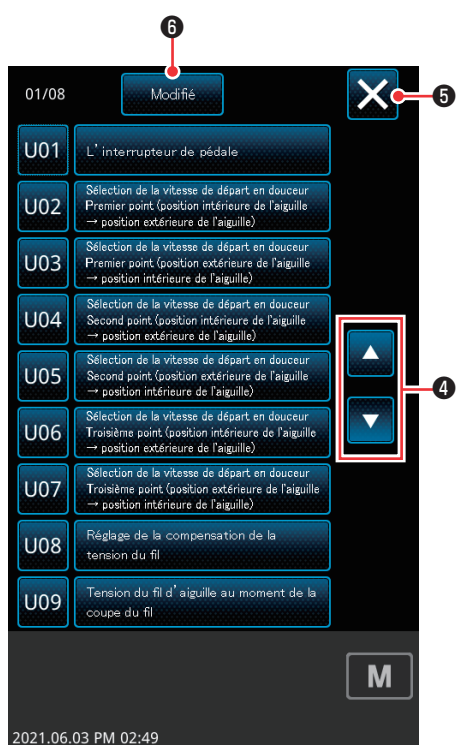 ❻
01/08 Modifié
❺
U01 L'interrupteur de pédale
U02 Sélection de la vitesse de départ en douceur
Premier point (position intérieure de l'aiguille
→ position extérieure de l'aiguille)
U03 Sélection de la vitesse de départ en douceur
Premier point (position extérieure de l'aiguille
→ position intérieure de l'aiguille)
U04 Sélection de la vitesse de départ en douceur
Second point (position intérieure de l'aiguille
→ position extérieure de l'aiguille)
❹
U05 Sélection de la vitesse de départ en douceur
Second point (position extérieure de l'aiguille
→ position intérieure de l'aiguille)
U06 Sélection de la vitesse de départ en douceur
Troisième point (position intérieure de l'aiguille
→ position extérieure de l'aiguille)
U07 Sélection de la vitesse de départ en douceur
Troisième point (position extérieure de l'aiguille
→ position intérieure de l'aiguille)
U08 Réglage de la compensation de la
tension du fil
U09 Tension du fil d'aiguille au moment de la
coupe du fil
M
2021.06.03 PM 02:49